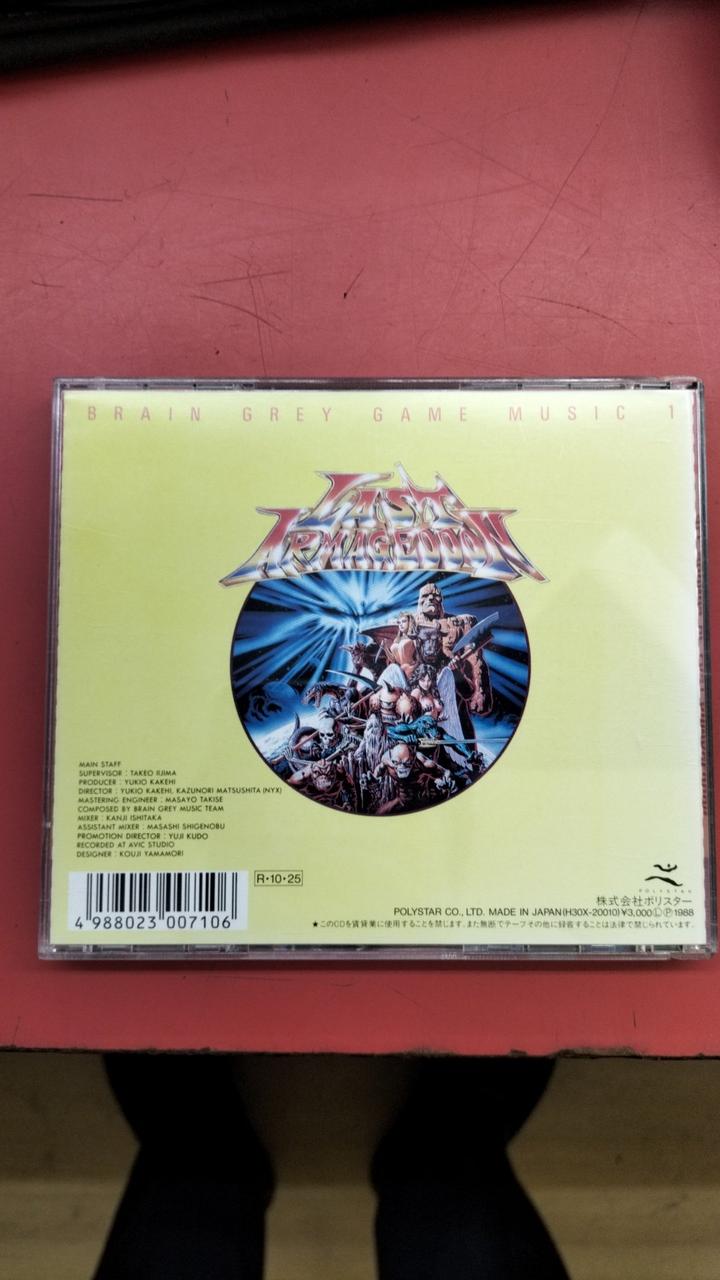 BRAIN GREY GAME MUSIC 1
LAST
ARMAGEDDON
MAIN STAFF
SUPERVISOR : TAKEO IIJIMA
PRODUCER : YUKIO KAKEHI
DIRECTOR : YUKIO KAKEHI, KAZUNORI MATSUSHITA (NYX)
MASTERING ENGINEER : MASAYO TAKISE
COMPOSED BY BRAIN GREY MUSIC TEAM
MIXER : KANJI ISHITAKA
ASSISTANT MIXER : MASASHI SHIGENOBU
PROMOTION DIRECTOR : YUJI KUDO
RECORDED AT AVIC STUDIO
DESIGNER : KOUJI YAMAMORI
R・10・25
4 988023 007106
POLYSTAR
株式会社ポリスター
POLYSTAR CO., LTD. MADE IN JAPAN(H30X-20010)¥3,000Ⓛ Ⓟ1988
★このCDを賃貸業に使用することを禁じます。また無断でテープその他に録音することは法律で禁じられています。